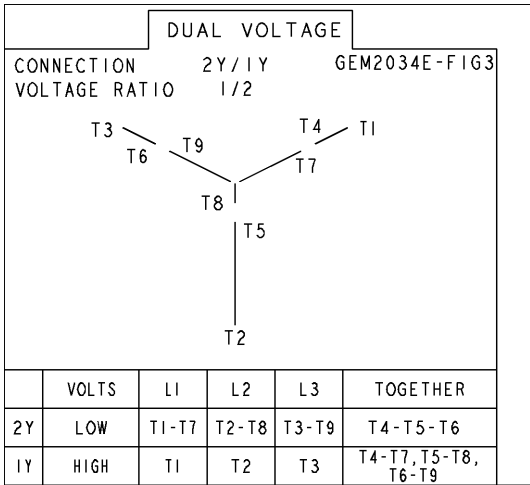 DUAL VOLTAGE
CONNECTION 2Y/1Y GEM2034E-FIG3
VOLTAGE RATIO 1/2
T3 T4 T1
T6 T9 T7
T8
T5
T2
VOLTS L1 L2 L3 TOGETHER
2Y LOW T1-T7 T2-T8 T3-T9 T4-T5-T6
1Y HIGH T1 T2 T3 T4-T7, T5-T8,
T6-T9